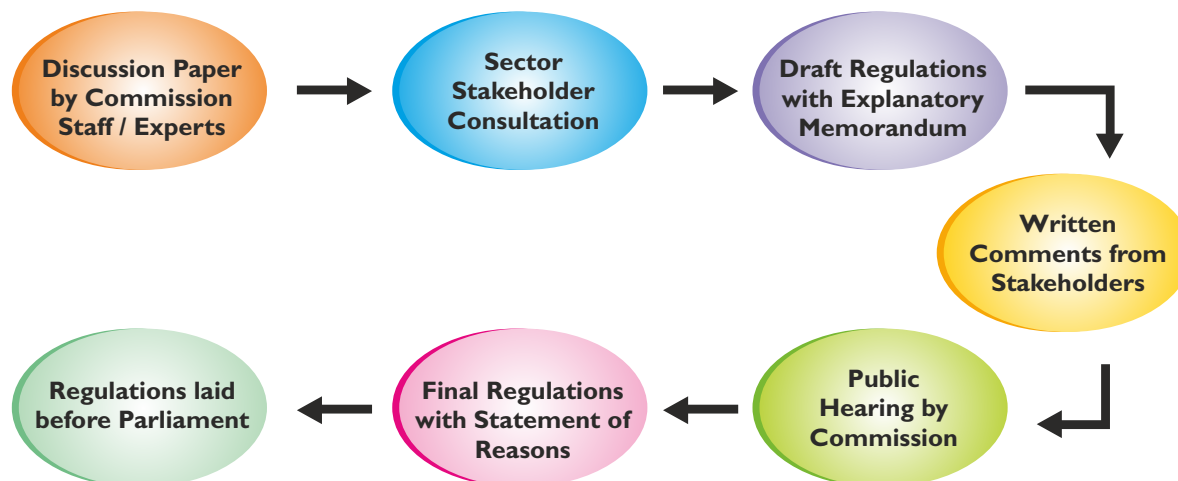 Discussion Paper
by Commission
Staff / Experts
Sector
Stakeholder
Consultation
Draft Regulations
with Explanatory
Memorandum
Written
Comments from
Stakeholders
Public
Hearing by
Commission
Final Regulations
with Statement of
Reasons
Regulations laid
before Parliament